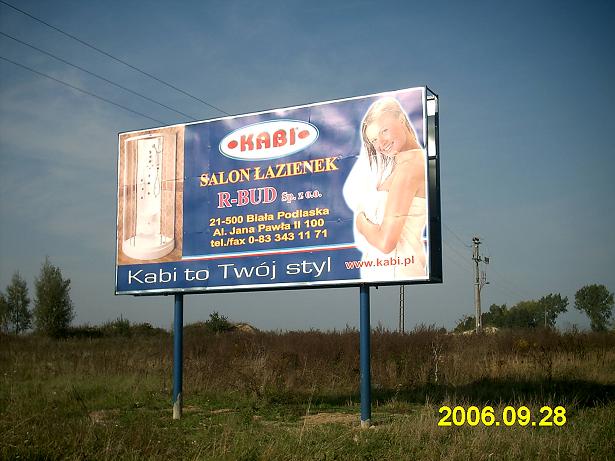 •KABI•
SALON ŁAZIENEK
R-BUD Sp. z o.o.
21-500 Biała Podlaska
Al. Jana Pawła II 100
tel./fax 0-83 343 11 71
Kabi to Twój styl
www.kabi.pl
2006.09.28